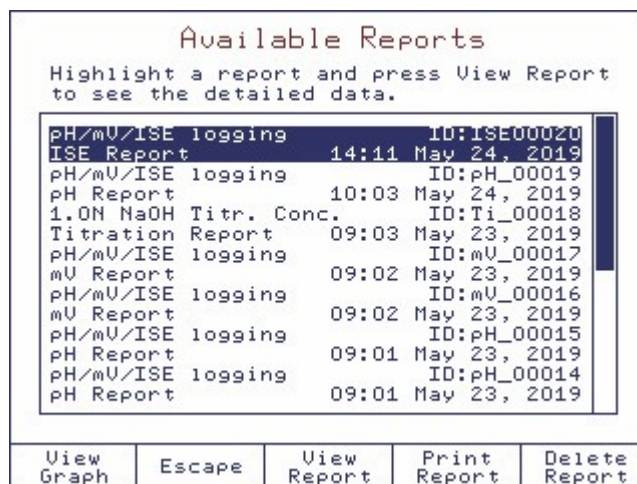 Available Reports
Highlight a report and press View Report
to see the detailed data.
pH/mV/ISE logging ID:ISE00020
ISE Report 14:11 May 24, 2019
pH/mV/ISE logging ID:pH_00019
pH Report 10:03 May 24, 2019
1.0N NaOH Titr. Conc. ID:Ti_00018
Titration Report 09:03 May 23, 2019
pH/mV/ISE logging ID:mV_00017
mV Report 09:02 May 23, 2019
pH/mV/ISE logging ID:mV_00016
mV Report 09:02 May 23, 2019
pH/mV/ISE logging ID:pH_00015
pH Report 09:01 May 23, 2019
pH/mV/ISE logging ID:pH_00014
pH Report 09:01 May 23, 2019
View Graph
Escape
View Report
Print Report
Delete Report